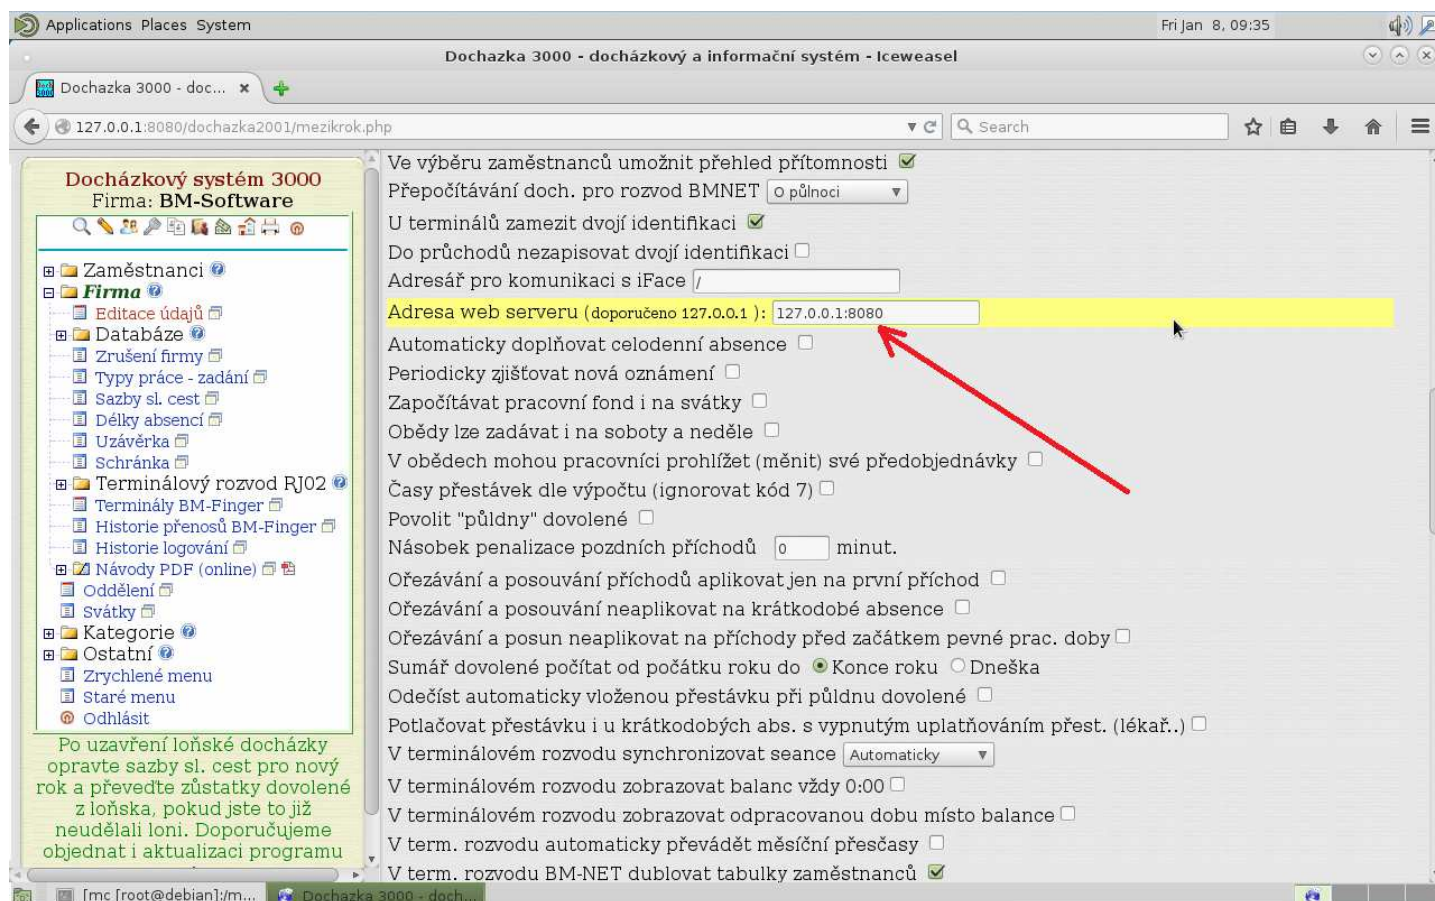 Applications Places System
Fri Jan 8, 09:35
Dochazka 3000 - docházkový a informační systém - Iceweasel
Dochazka 3000 - doc...
127.0.0.1:8080/dochazka2001/mezikrok.php
Search
Docházkový systém 3000
Firma: BM-Software
Zaměstnanci
Firma
Editace údajů
Databáze
Zrušení firmy
Typy práce - zadání
Sazby sl. cest
Délky absencí
Uzávěrka
Schránka
Terminálový rozvod RJ02
Terminály BM-Finger
Historie přenosů BM-Finger
Historie logování
Návody PDF (online)
Oddělení
Svátky
Kategorie
Ostatní
Zrychlené menu
Staré menu
Odhlásit
Po uzavření loňské docházky
opravte sazby sl. cest pro nový
rok a převeďte zůstatky dovolené
z loňska, pokud jste to již
neudělali loni. Doporučujeme
objednat i aktualizaci programu
Ve výběru zaměstnanců umožnit přehled přítomnosti
Přepočítávání doch. pro rozvod BMNET O půlnoci
U terminálů zamezit dvojí identifikaci
Do průchodů nezapisovat dvojí identifikaci
Adresář pro komunikaci s iFace /
Adresa web serveru (doporučeno 127.0.0.1 ): 127.0.0.1:8080
Automaticky doplňovat celodenní absence
Periodicky zjišťovat nová oznámení
Započítávat pracovní fond i na svátky
Obědy lze zadávat i na soboty a neděle
V obědech mohou pracovníci prohlížet (měnit) své předobjednávky
Časy přestávek dle výpočtu (ignorovat kód 7)
Povolit "půldny" dovolené
Násobek penalizace pozdních příchodů 0 minut.
Ořezávání a posouvání příchodů aplikovat jen na první příchod
Ořezávání a posouvání neaplikovat na krátkodobé absence
Ořezávání a posun neaplikovat na příchody před začátkem pevné prac. doby
Sumář dovolené počítat od počátku roku do Konce roku Dneška
Odečíst automaticky vloženou přestávku při půldnu dovolené
Potlačovat přestávku i u krátkodobých abs. s vypnutým uplatňováním přest. (lékař..)
V terminálovém rozvodu synchronizovat seance Automaticky
V terminálovém rozvodu zobrazovat balanc vždy 0:00
V terminálovém rozvodu zobrazovat odpracovanou dobu místo balance
V term. rozvodu automaticky převádět měsíční přesčasy
V term. rozvodu BM-NET dublovat tabulky zaměstnanců
[mc [root@debian]:/m...
Dochazka 3000 - doch...